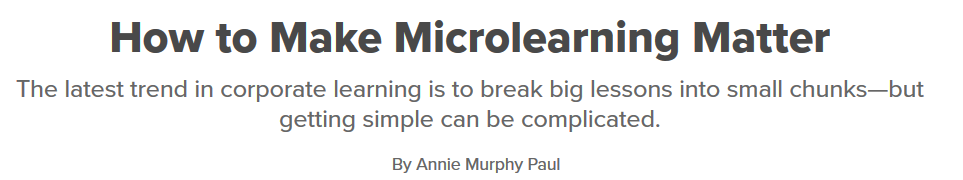 How to Make Microlearning Matter
The latest trend in corporate learning is to break big lessons into small chunks—but
getting simple can be complicated.
By Annie Murphy Paul